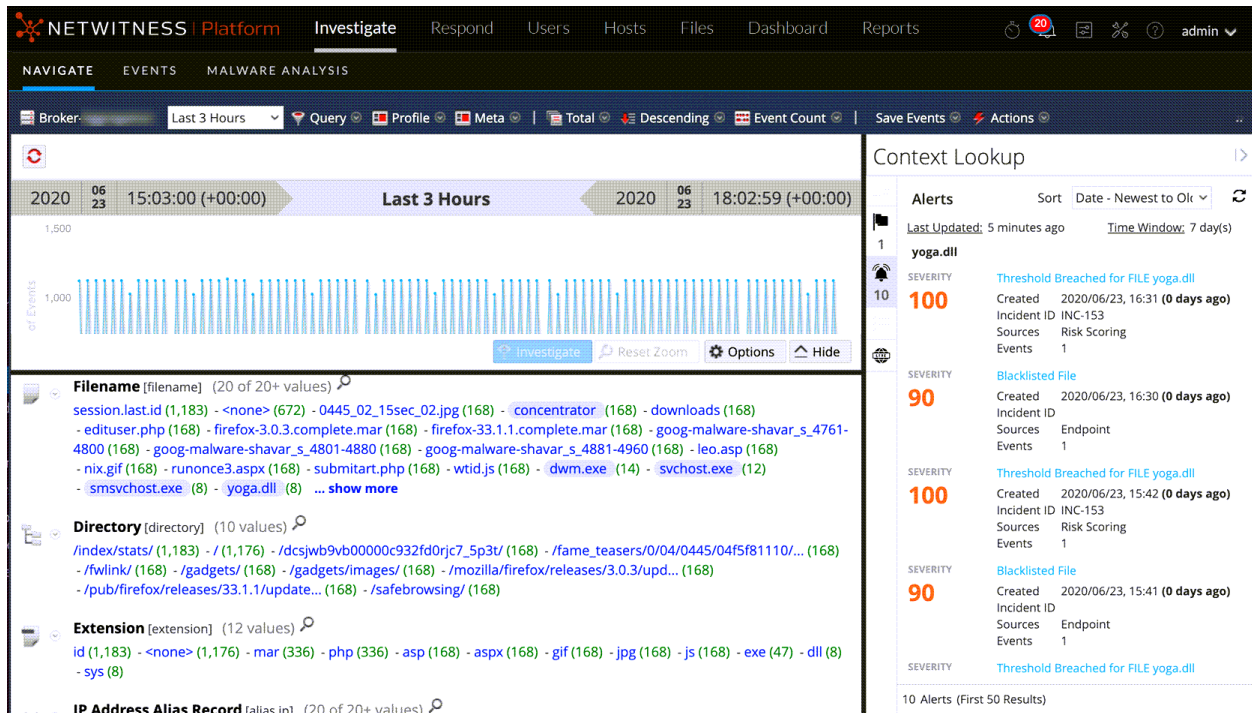 NETWITNESS | Platform Investigate Respond Users Hosts Files Dashboard Reports 20 admin
NAVIGATE EVENTS MALWARE ANALYSIS
Broker- Last 3 Hours Query Profile Meta | Total Descending Event Count | Save Events Actions
2020 06 23 15:03:00 (+00:00) Last 3 Hours 2020 06 23 18:02:59 (+00:00)
1,500
1,000
of Events
Investigate Reset Zoom Options Hide
Filename [filename] (20 of 20+ values)
session.last.id (1,183) - <none> (672) - 0445_02_15sec_02.jpg (168) - concentrator (168) - downloads (168)
- edituser.php (168) - firefox-3.0.3.complete.mar (168) - firefox-33.1.1.complete.mar (168) - goog-malware-shavar_s_4761-
4800 (168) - goog-malware-shavar_s_4801-4880 (168) - goog-malware-shavar_s_4881-4960 (168) - leo.asp (168)
- nix.gif (168) - runonce3.aspx (168) - submitart.php (168) - wtid.js (168) - dwm.exe (14) - svchost.exe (12)
- smsvchost.exe (8) - yoga.dll (8) ... show more
Directory [directory] (10 values)
/index/stats/ (1,183) - / (1,176) - /dcsjwb9vb00000c932fd0rjc7_5p3t/ (168) - /fame_teasers/0/04/0445/04f5f81110/... (168)
- /fwlink/ (168) - /gadgets/ (168) - /gadgets/images/ (168) - /mozilla/firefox/releases/3.0.3/upd... (168)
- /pub/firefox/releases/33.1.1/update... (168) - /safebrowsing/ (168)
Extension [extension] (12 values)
id (1,183) - <none> (1,176) - mar (336) - php (336) - asp (168) - aspx (168) - gif (168) - jpg (168) - js (168) - exe (47) - dll (8)
- sys (8)
IP Address Alias Record [alias.ip] (20 of 20+ values)
Context Lookup
1
10
Alerts Sort Date - Newest to Olc
Last Updated: 5 minutes ago Time Window: 7 day(s)
yoga.dll
SEVERITY Threshold Breached for FILE yoga.dll
100 Created 2020/06/23, 16:31 (0 days ago)
Incident ID INC-153
Sources Risk Scoring
Events 1
SEVERITY Blacklisted File
90 Created 2020/06/23, 16:30 (0 days ago)
Incident ID
Sources Endpoint
Events 1
SEVERITY Threshold Breached for FILE yoga.dll
100 Created 2020/06/23, 15:42 (0 days ago)
Incident ID INC-153
Sources Risk Scoring
Events 1
SEVERITY Blacklisted File
90 Created 2020/06/23, 15:41 (0 days ago)
Incident ID
Sources Endpoint
Events 1
SEVERITY Threshold Breached for FILE yoga.dll
10 Alerts (First 50 Results)